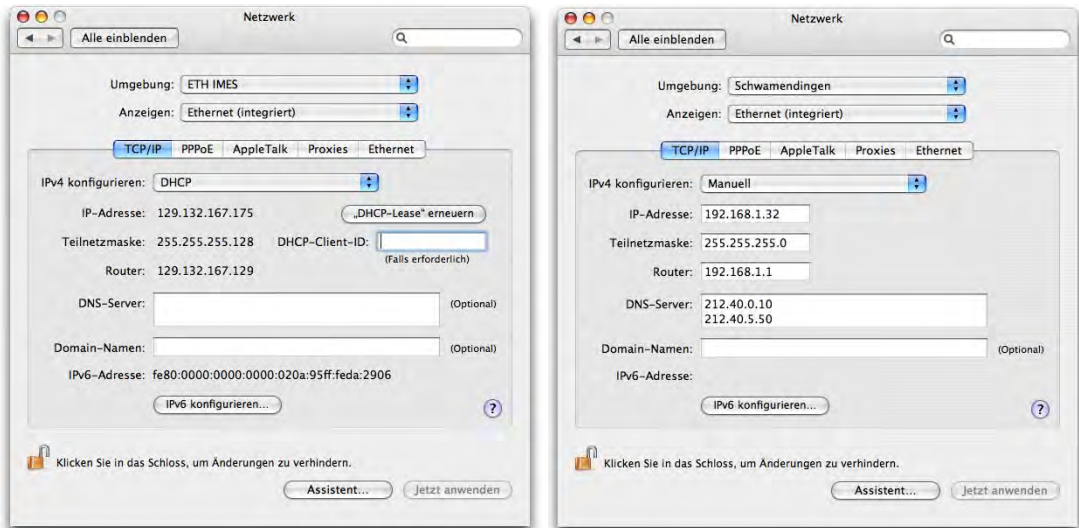 Netzwerk
Alle einblenden
Umgebung: ETH IMES
Anzeigen: Ethernet (integriert)
TCP/IP PPPoE AppleTalk Proxies Ethernet
IPv4 konfigurieren: DHCP
IP-Adresse: 129.132.167.175 „DHCP-Lease“ erneuern
Teilnetzmaske: 255.255.255.128 DHCP-Client-ID:
(Falls erforderlich)
Router: 129.132.167.129
DNS-Server: (Optional)
Domain-Namen: (Optional)
IPv6-Adresse: fe80:0000:0000:0000:020a:95ff:feda:2906
IPv6 konfigurieren... ?
Klicken Sie in das Schloss, um Änderungen zu verhindern.
Assistent... Jetzt anwenden
Netzwerk
Alle einblenden
Umgebung: Schwamendingen
Anzeigen: Ethernet (integriert)
TCP/IP PPPoE AppleTalk Proxies Ethernet
IPv4 konfigurieren: Manuell
IP-Adresse: 192.168.1.32
Teilnetzmaske: 255.255.255.0
Router: 192.168.1.1
DNS-Server: 212.40.0.10
212.40.5.50
Domain-Namen: (Optional)
IPv6-Adresse:
IPv6 konfigurieren... ?
Klicken Sie in das Schloss, um Änderungen zu verhindern.
Assistent... Jetzt anwenden